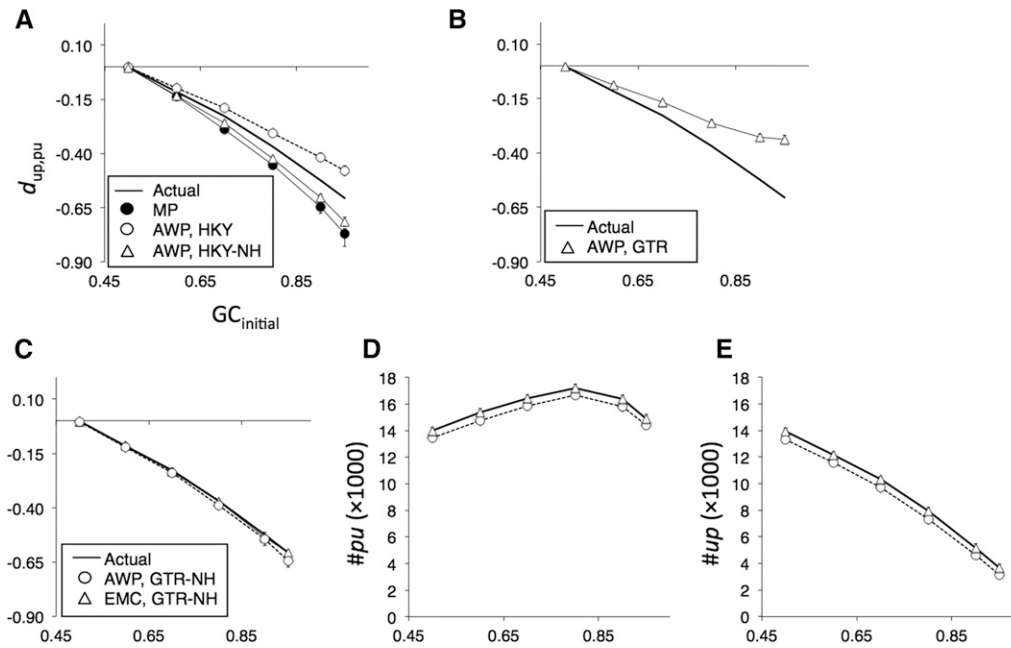 A
0.10
-0.15
-0.40
-0.65
-0.90
d up,pu
Actual
MP
AWP, HKY
AWP, HKY-NH
0.45 0.65 0.85
GC initial
B
0.10
-0.15
-0.40
-0.65
-0.90
Actual
AWP, GTR
0.45 0.65 0.85
C
0.10
-0.15
-0.40
-0.65
-0.90
Actual
AWP, GTR-NH
EMC, GTR-NH
0.45 0.65 0.85
D
#pu (×1000)
18
16
14
12
10
8
6
4
2
0
0.45 0.65 0.85
E
#up (×1000)
18
16
14
12
10
8
6
4
2
0
0.45 0.65 0.85